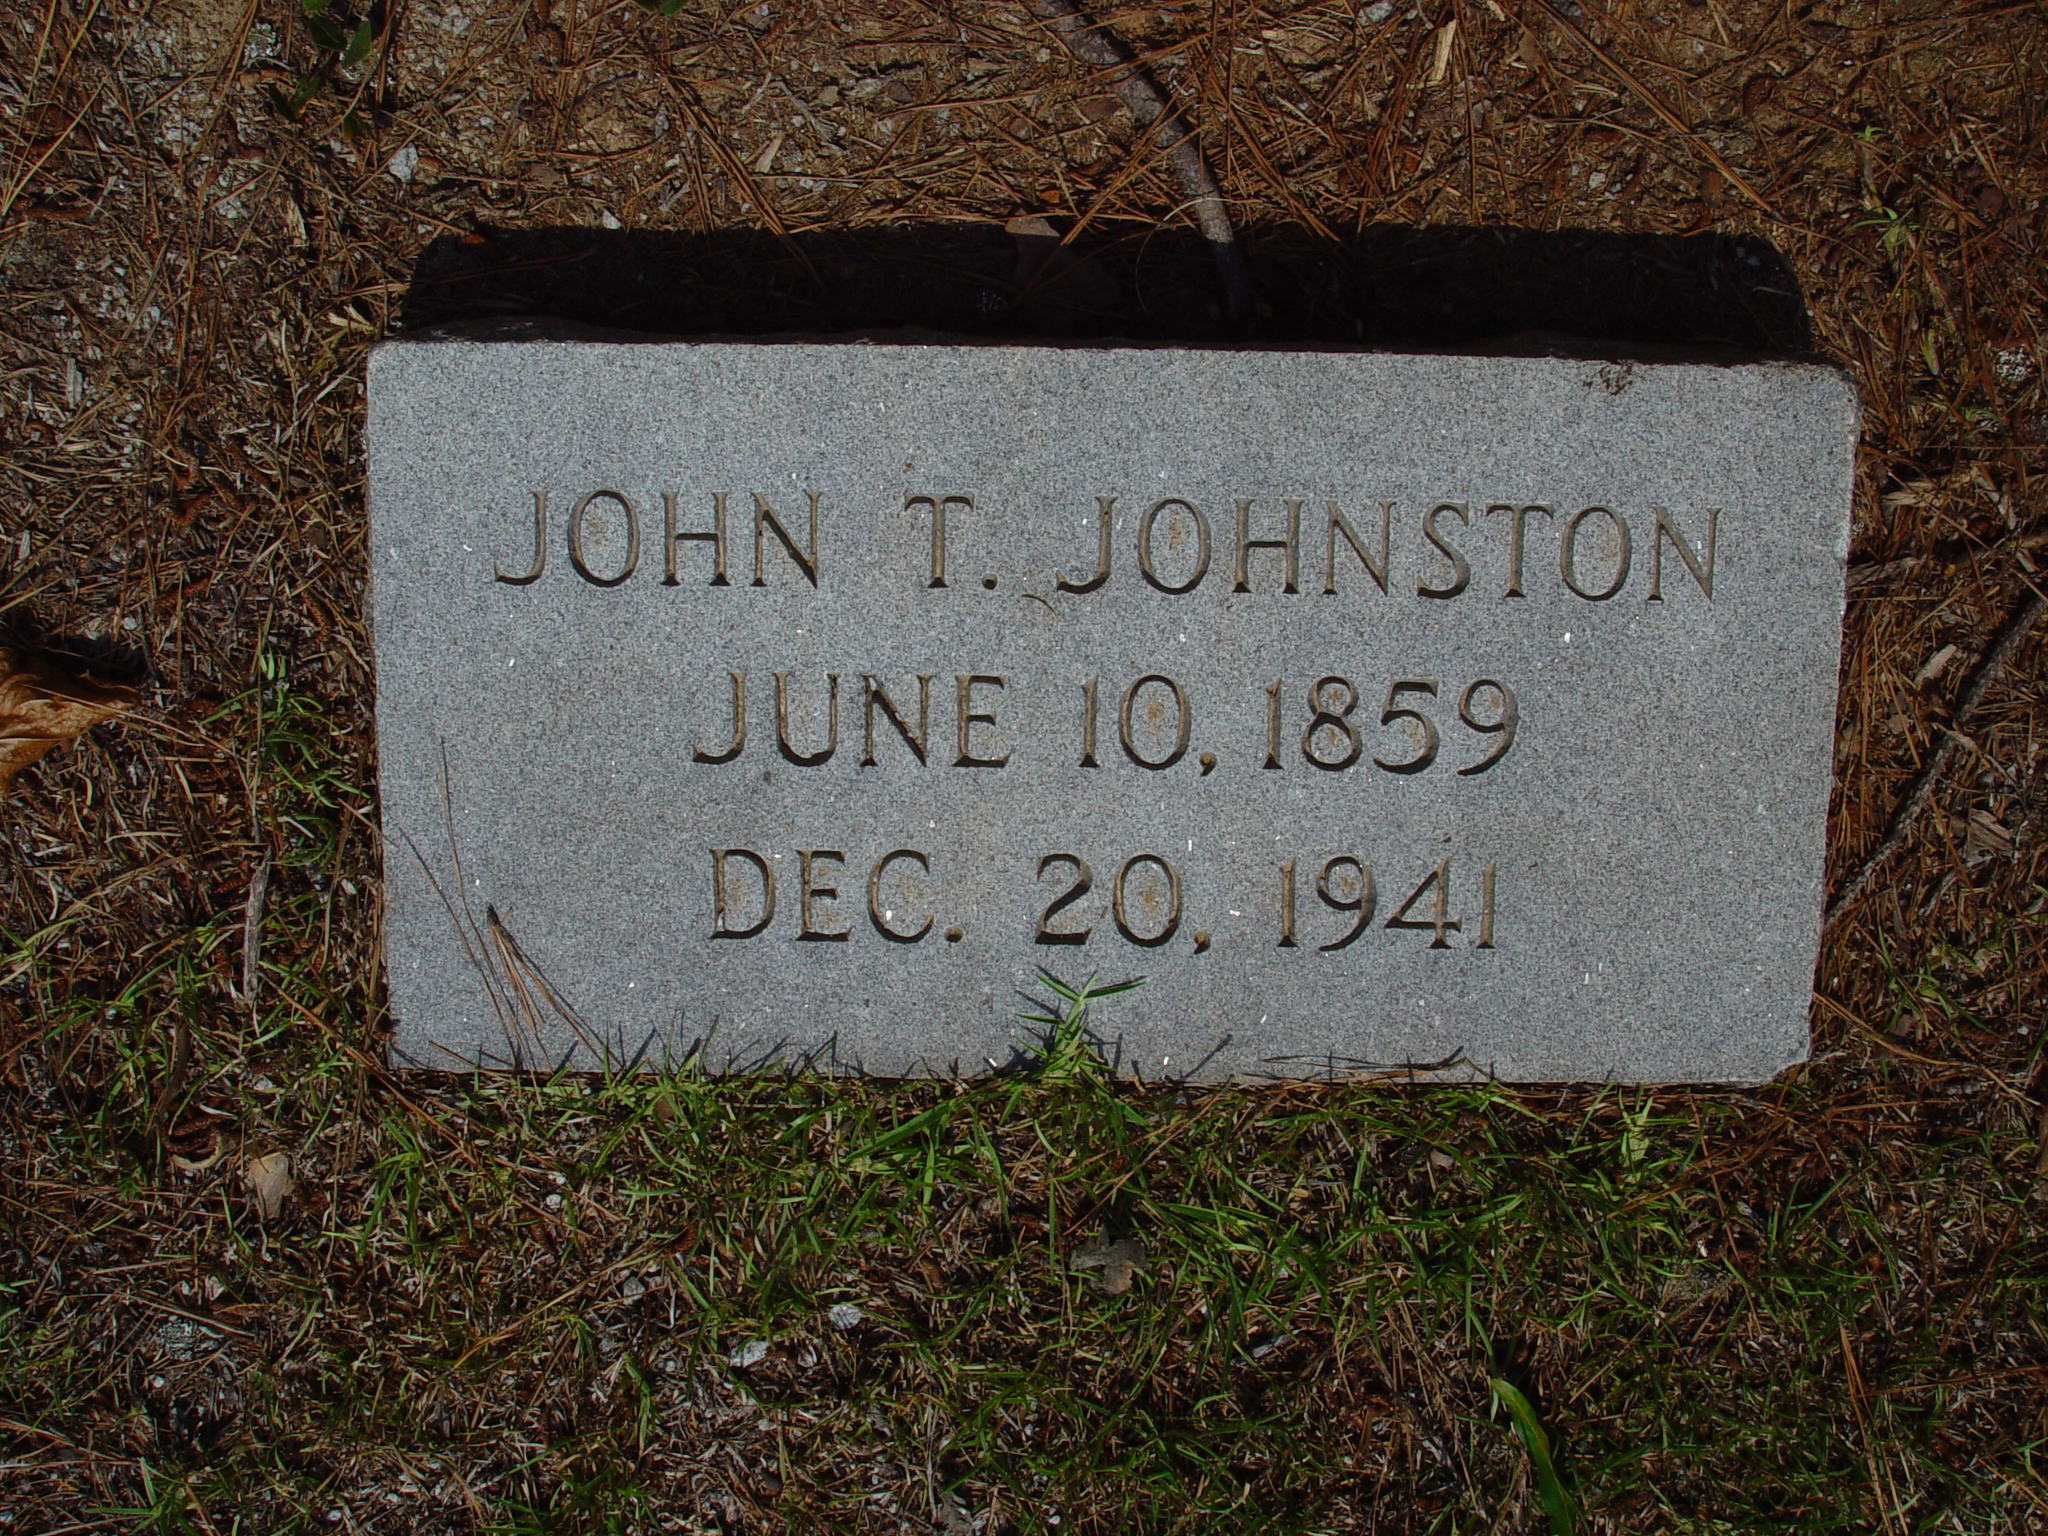 JOHN T. JOHNSTON
JUNE 10, 1859
DEC. 20, 1941